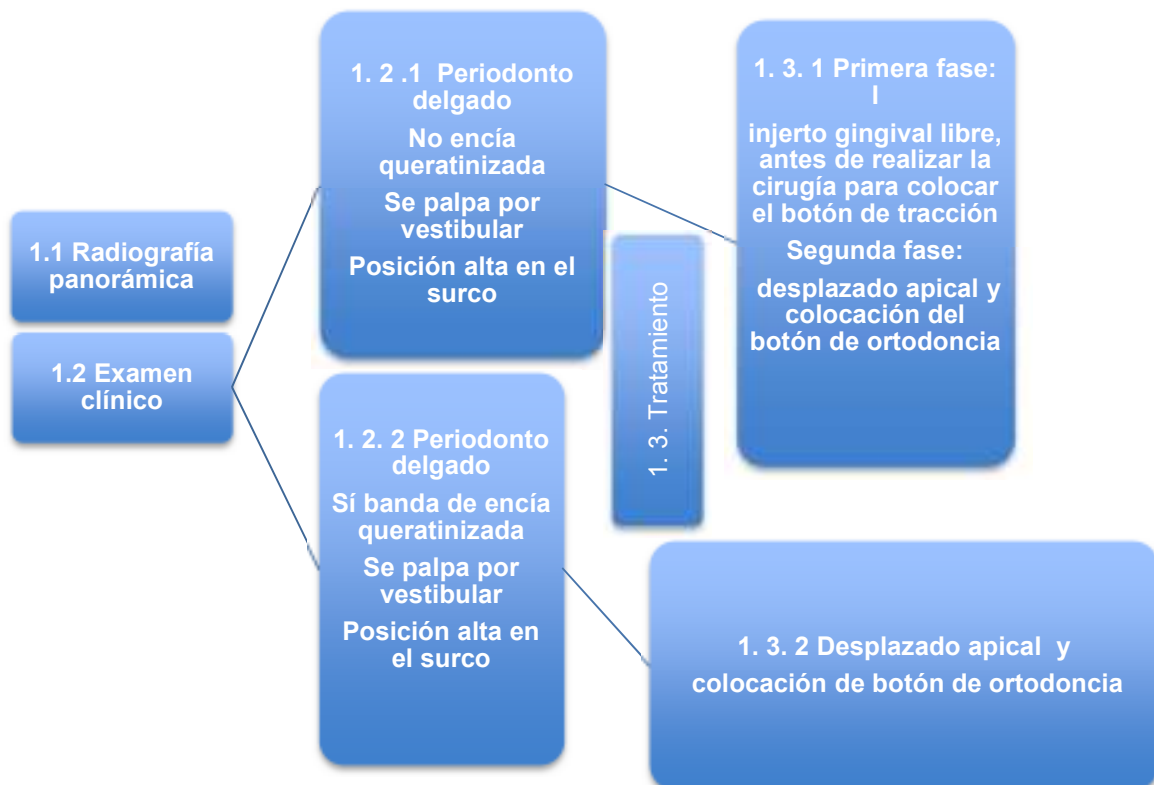 1.1 Radiografía
panorámica
1.2 Examen
clínico
1. 2 .1 Periodonto
delgado
No encía
queratinizada
Se palpa por
vestibular
Posición alta en el
surco
1. 2. 2 Periodonto
delgado
Sí banda de encía
queratinizada
Se palpa por
vestibular
Posición alta en
el surco
1. 3. Tratamiento
1. 3. 1 Primera fase:
I
injerto gingival libre,
antes de realizar la
cirugía para colocar
el botón de tracción
Segunda fase:
desplazado apical y
colocación del
botón de ortodoncia
1. 3. 2 Desplazado apical y
colocación de botón de ortodoncia